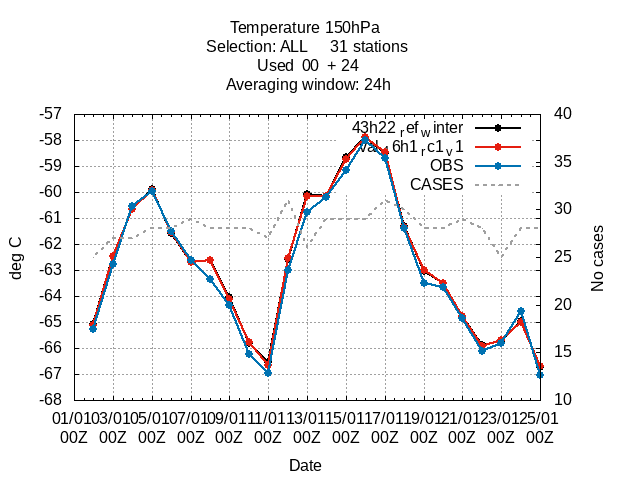 Temperature 150hPa
Selection: ALL 31 stations
Used 00 + 24
Averaging window: 24h
-57
-58
-59
-60
-61
-62
-63
-64
-65
-66
-67
-68
40
35
30
25
20
15
10
43h22ref winter
6h1rc1v1
OBS
CASES
deg C
No cases
01/01 03/01 05/01 07/01 09/01 11/01 13/01 15/01 17/01 19/01 21/01 23/01 25/01
00Z 00Z 00Z 00Z 00Z 00Z 00Z 00Z 00Z 00Z 00Z 00Z 00Z
Date